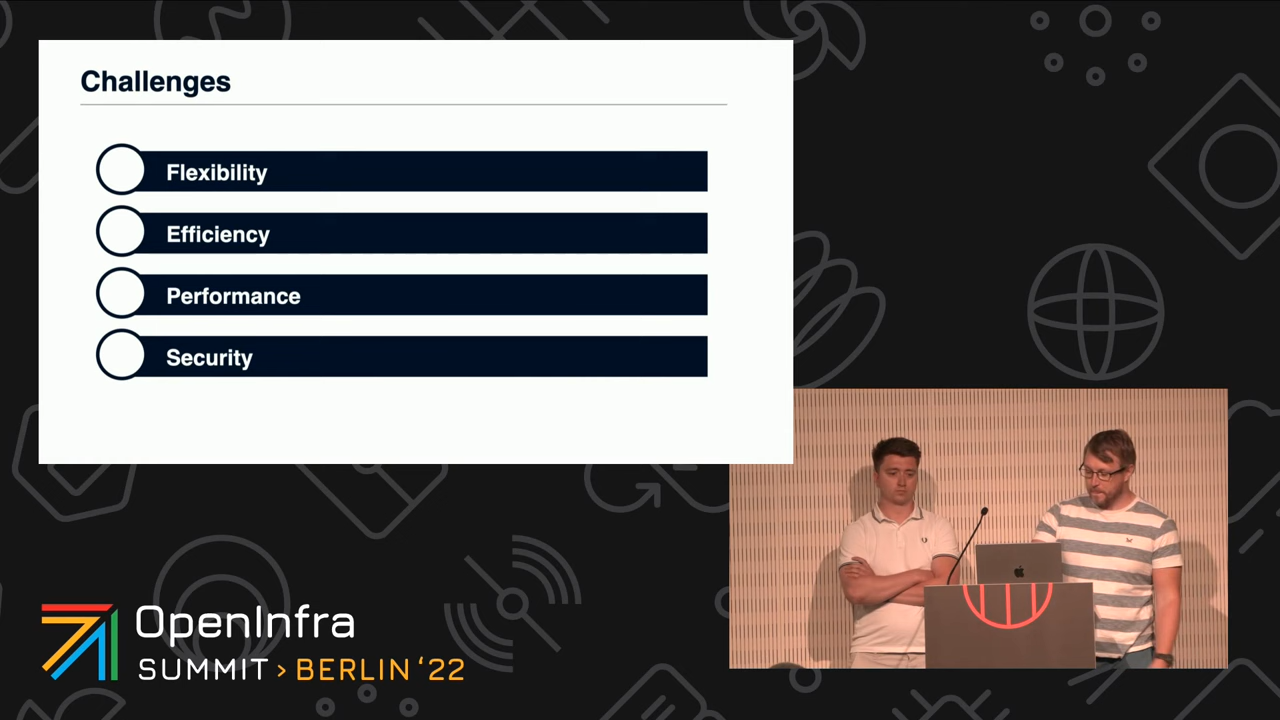 Challenges
Flexibility
Efficiency
Performance
Security
OpenInfra
SUMMIT > BERLIN ‘22